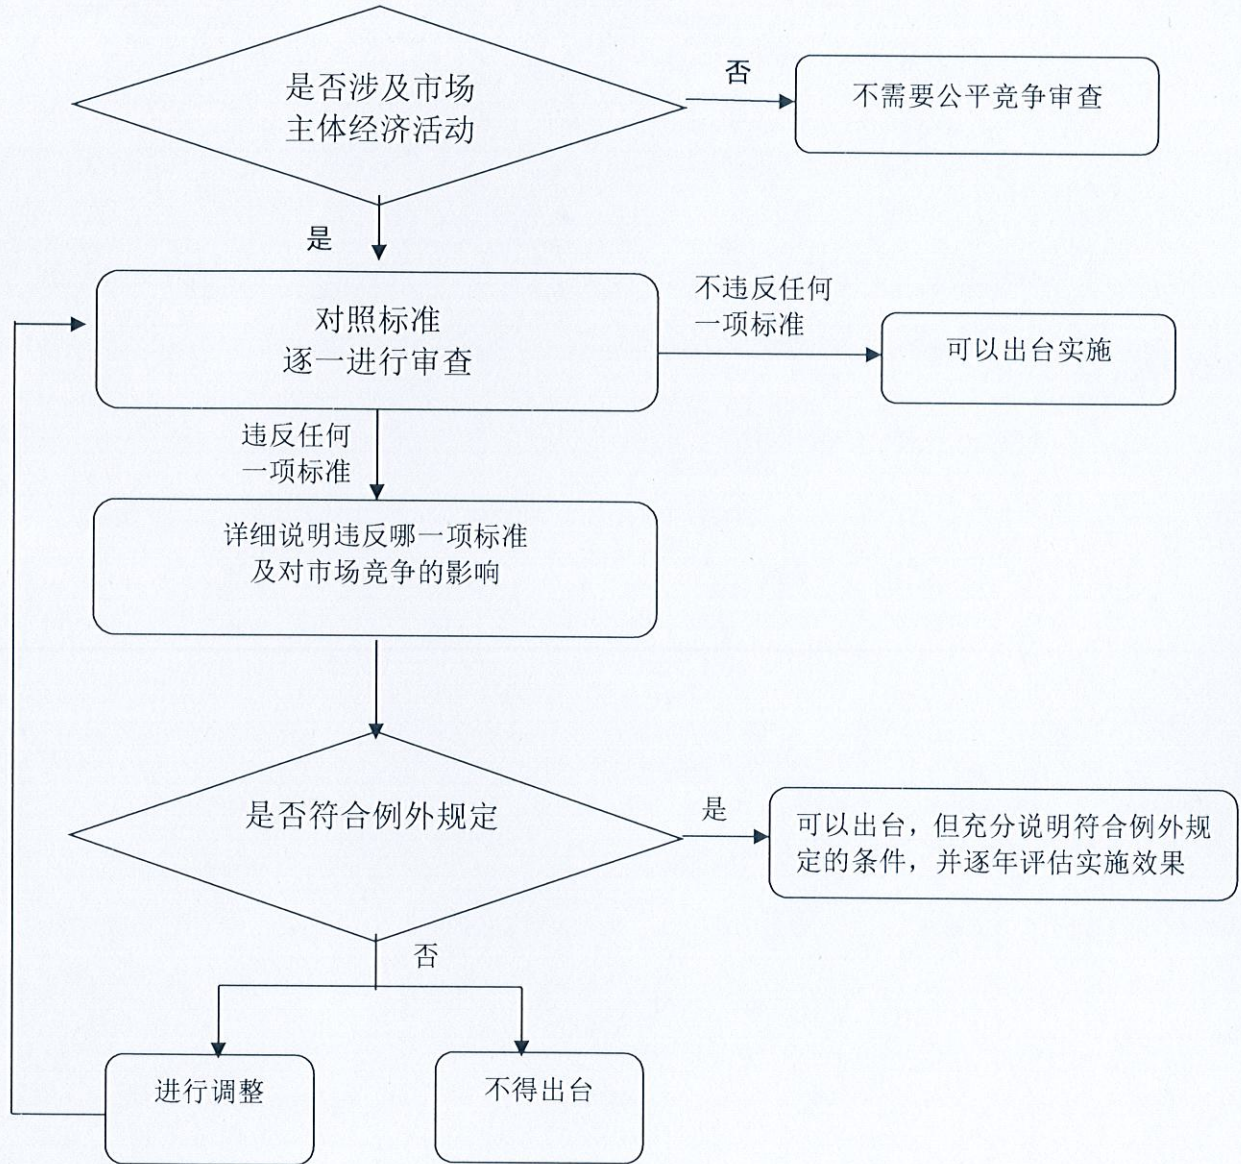 是否涉及市场
主体经济活动
否
不需要公平竞争审查
是
对照标准
逐一进行审查
不违反任何
一项标准
可以出台实施
违反任何
一项标准
详细说明违反哪一项标准
及对市场竞争的影响
是否符合例外规定
是
可以出台，但充分说明符合例外规
定的条件，并逐年评估实施效果
否
进行调整
不得出台